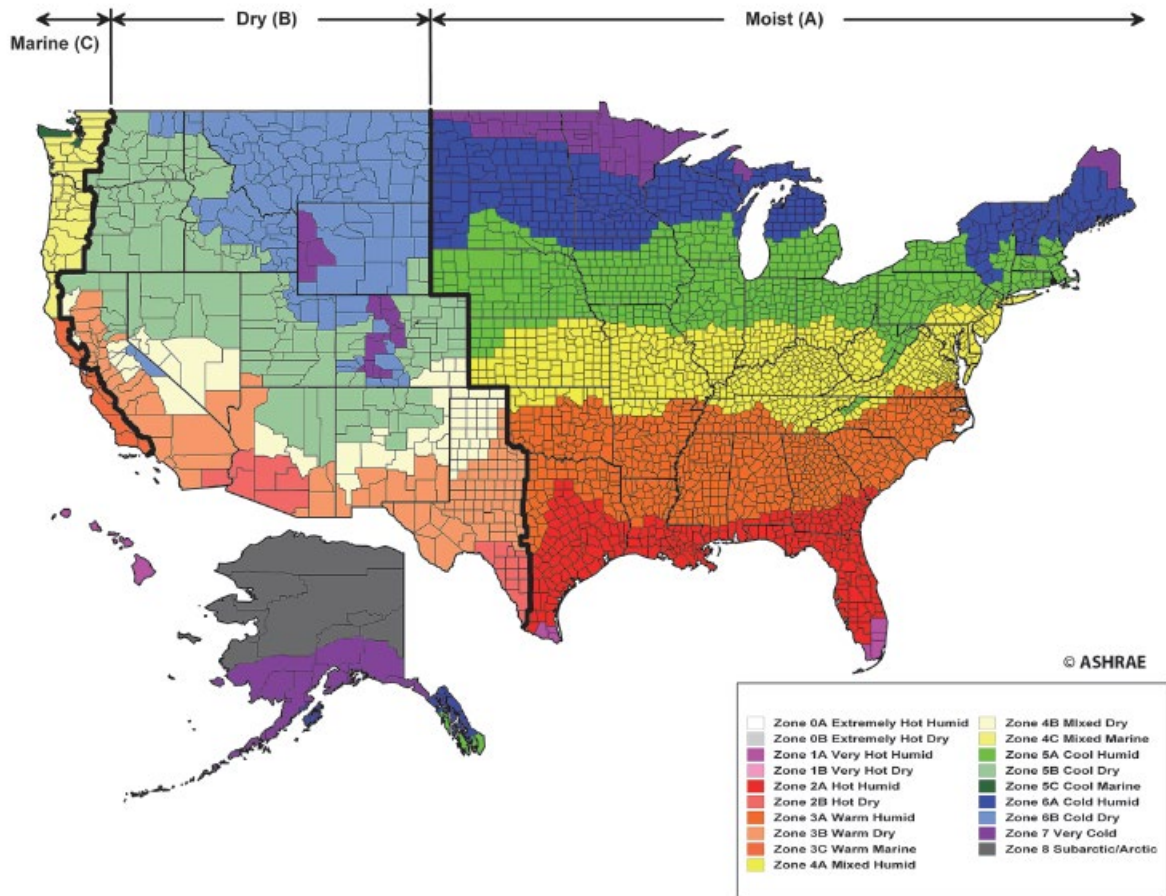 Marine (C)
Dry (B)
Moist (A)
© ASHRAE
Zone 0A Extremely Hot Humid
Zone 0B Extremely Hot Dry
Zone 1A Very Hot Humid
Zone 1B Very Hot Dry
Zone 2A Hot Humid
Zone 2B Hot Dry
Zone 3A Warm Humid
Zone 3B Warm Dry
Zone 3C Warm Marine
Zone 4A Mixed Humid
Zone 4B MIxed Dry
Zone 4C Mixed Marine
Zone 5A Cool Humid
Zone 5B Cool Dry
Zone 5C Cool Marine
Zone 6A Cold Humid
Zone 6B Cold Dry
Zone 7 Very Cold
Zone 8 Subarctic/Arctic